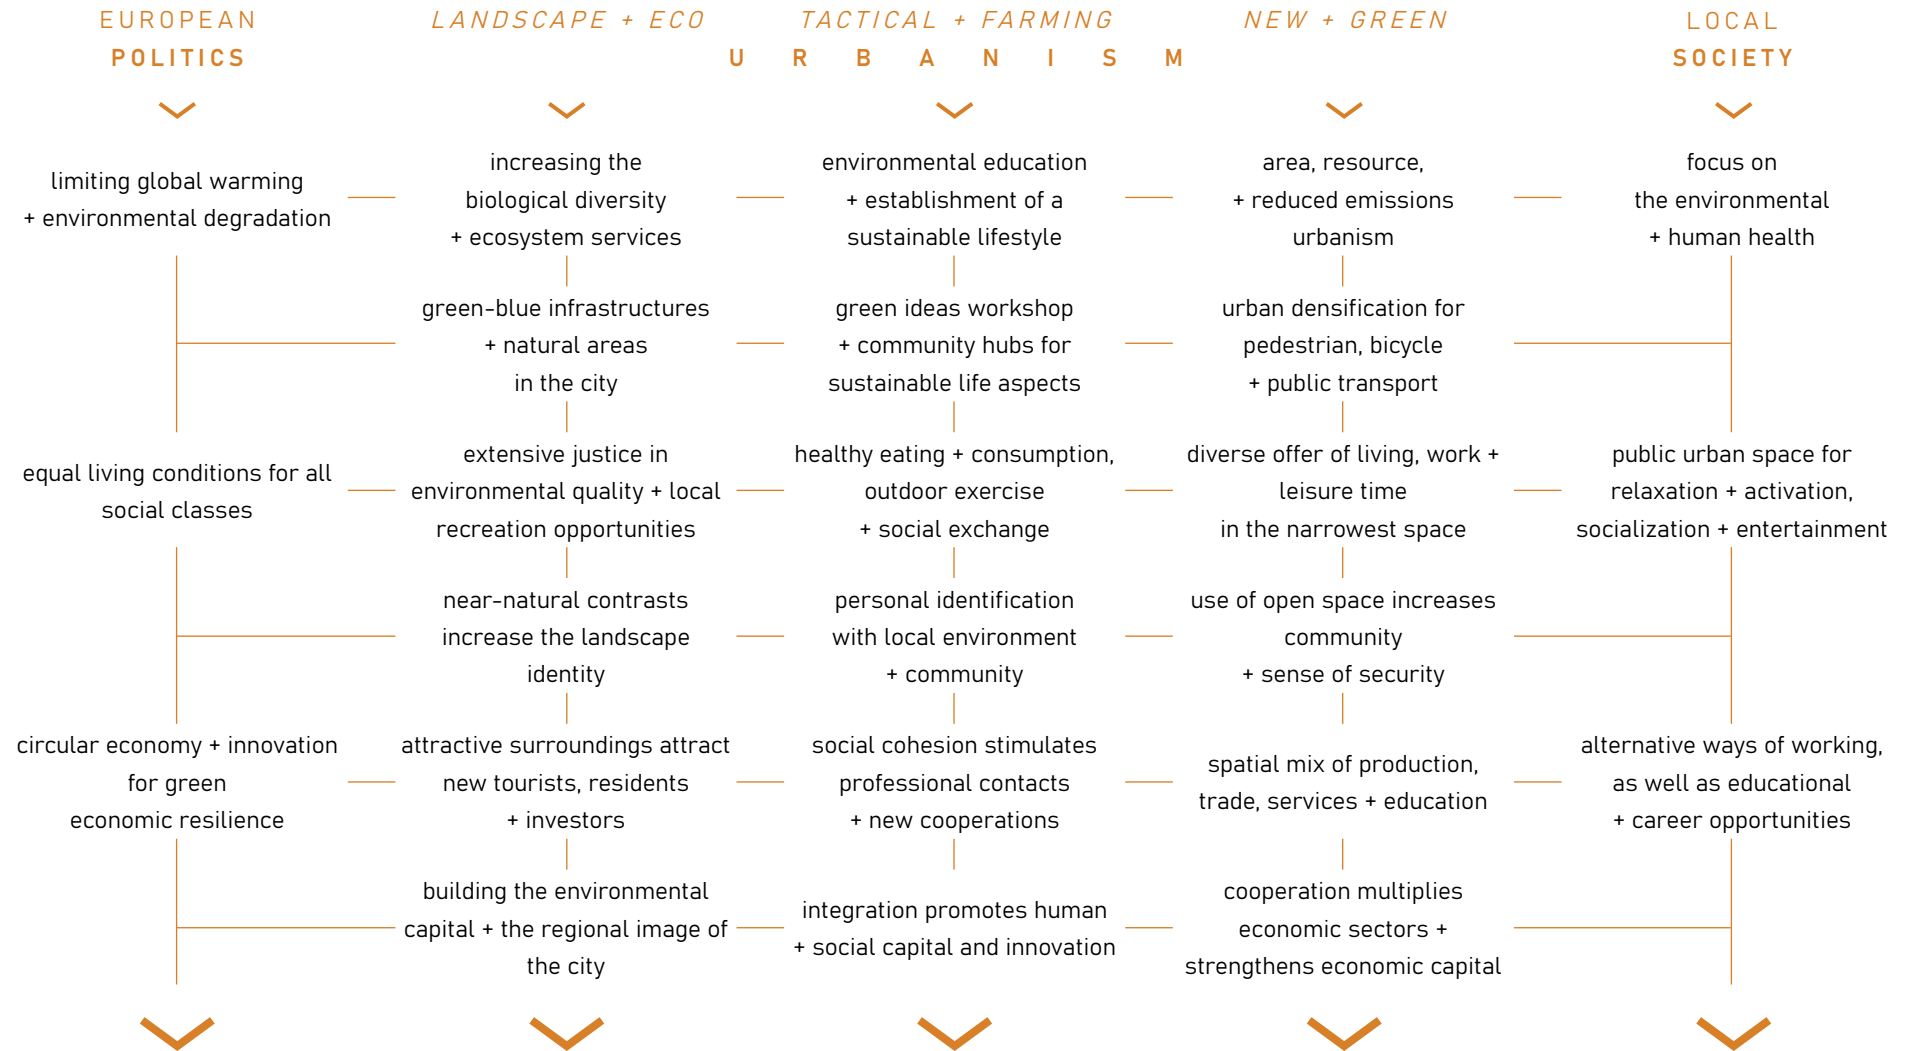 EUROPEAN
POLITICS
LANDSCAPE + ECO
TACTICAL + FARMING
NEW + GREEN
URBANISM
LOCAL
SOCIETY
limiting global warming
+ environmental degradation
increasing the
biological diversity
+ ecosystem services
environmental education
+ establishment of a
sustainable lifestyle
area, resource,
+ reduced emissions
urbanism
focus on
the environmental
+ human health
green-blue infrastructures
+ natural areas
in the city
green ideas workshop
+ community hubs for
sustainable life aspects
urban densification for
pedestrian, bicycle
+ public transport
equal living conditions for all
social classes
extensive justice in
environmental quality + local
recreation opportunities
healthy eating + consumption,
outdoor exercise
+ social exchange
diverse offer of living, work +
leisure time
in the narrowest space
public urban space for
relaxation + activation,
socialization + entertainment
near-natural contrasts
increase the landscape
identity
personal identification
with local environment
+ community
use of open space increases
community
+ sense of security
circular economy + innovation
for green
economic resilience
attractive surroundings attract
new tourists, residents
+ investors
social cohesion stimulates
professional contacts
+ new cooperations
spatial mix of production,
trade, services + education
alternative ways of working,
as well as educational
+ career opportunities
building the environmental
capital + the regional image of
the city
integration promotes human
+ social capital and innovation
cooperation multiplies
economic sectors +
strengthens economic capital